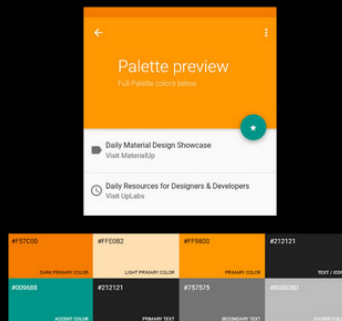 Palette preview
Full Palette colors below
Daily Material Design Showcase
Visit MaterialUp
Daily Resources for Designers & Developers
Visit UpLabs
#F57C00
#FFE0B2
#FF9800
#212121
DARK PRIMARY COLOR
LIGHT PRIMARY COLOR
PRIMARY COLOR
TEXT / ICONS
#009688
#212121
#757575
#BDBDBD
ACCENT COLOR
PRIMARY TEXT
SECONDARY TEXT
DIVIDER COLOR